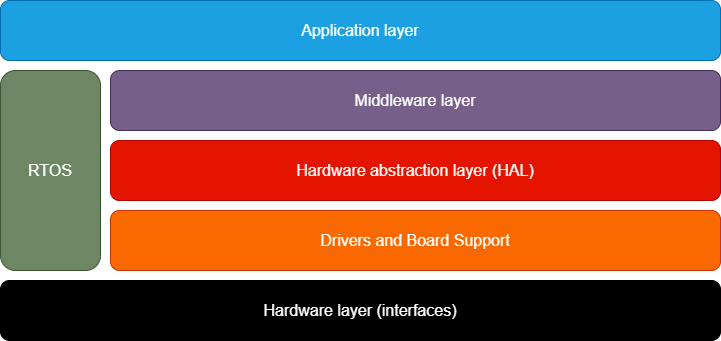 Application layer
Middleware layer
RTOS
Hardware abstraction layer (HAL)
Drivers and Board Support
Hardware layer (interfaces)